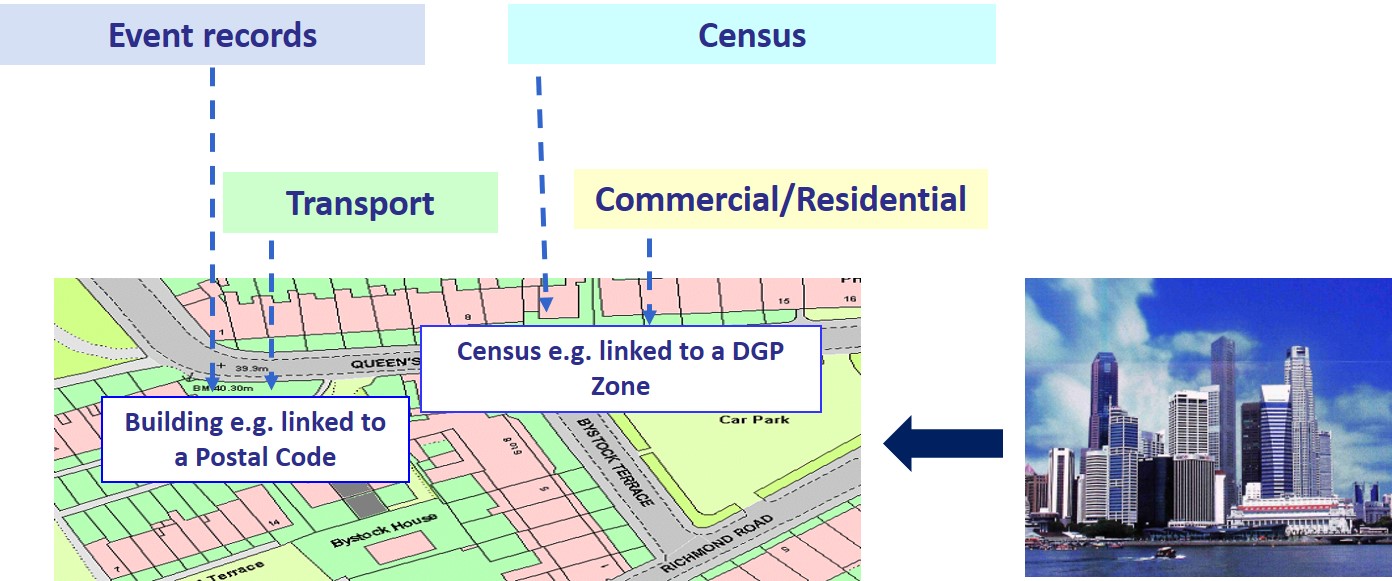 Event records
Census
Transport
Commercial/Residential
15
16
8
1
39.9m
QUEEN'S
BM 40.30m
Census e.g. linked to a DGP
Zone
Car Park
Building e.g. linked to
a Postal Code
BYSTOCK TERRACE
14
Bystock House
RICHMOND ROAD
7
Terrace